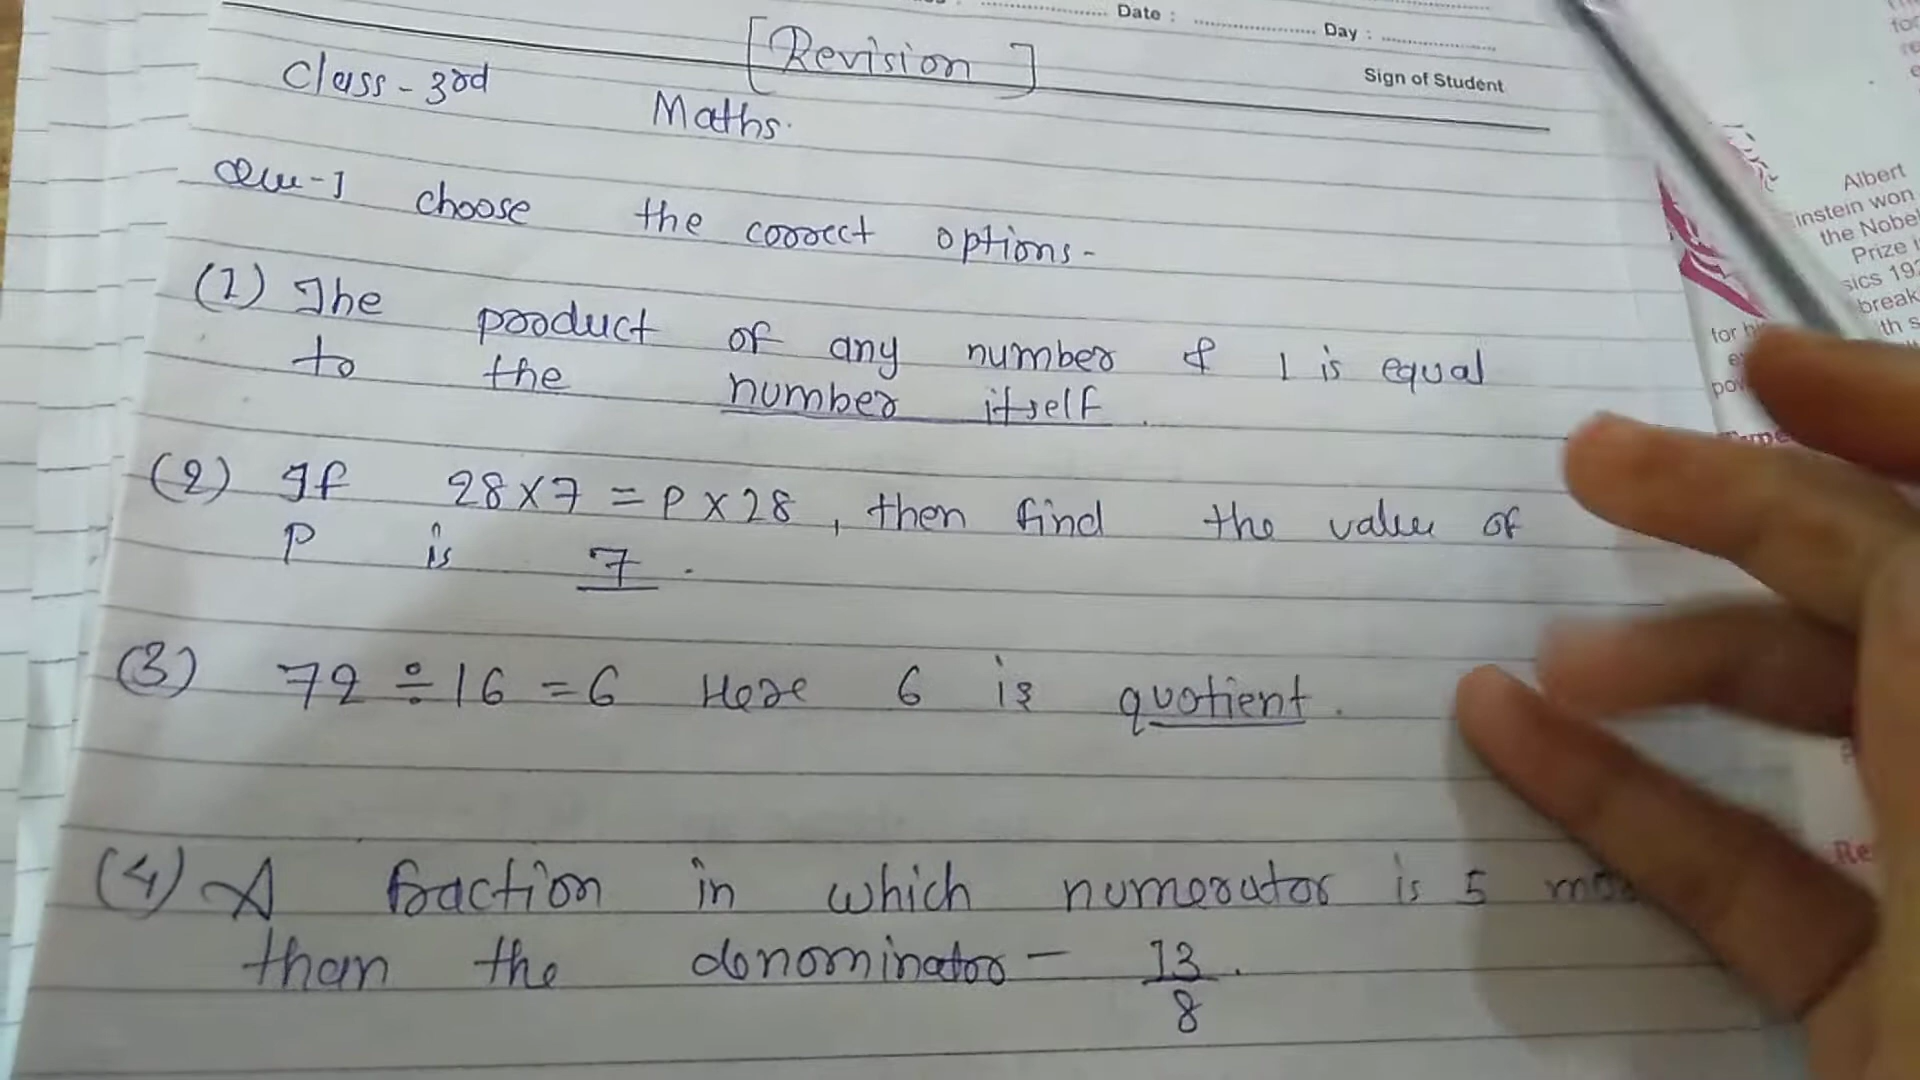 Date : .................... Day : ....................
[Revision]
Sign of Student
Class - 3rd
Maths.
Que-1 choose the correct options-
(1) The product of any number & 1 is equal
to the number itself.
(2) If 28×7 = P×28, then find the value of
P is 7.
(3) 72 ÷ 16 = 6 Here 6 is quotient.
(4) A fraction in which numerator is 5
than the denominator - 13/8.
Albert
instein won
the Nobel
Prize
break